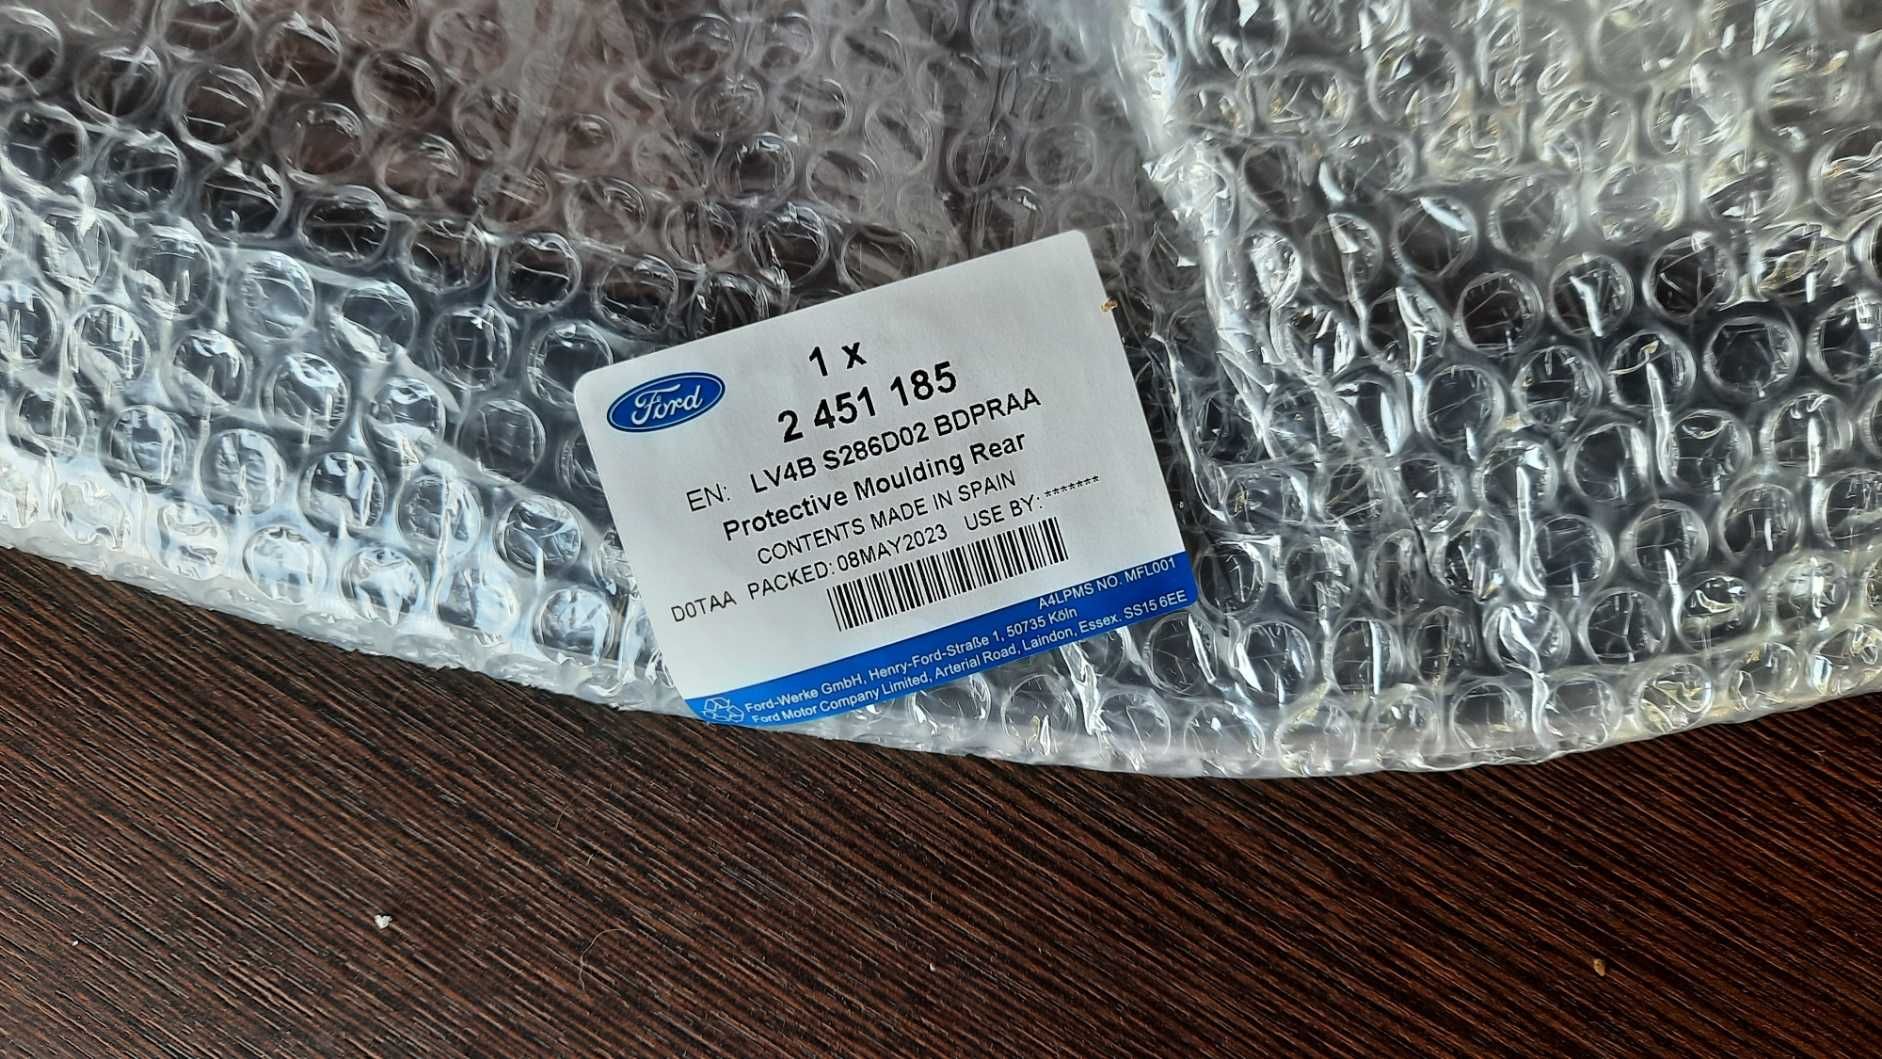 Ford
1 x
2 451 185
EN: LV4B S286D02 BDPRAA
Protective Moulding Rear
CONTENTS MADE IN SPAIN
D0TAA PACKED: 08MAY2023 USE BY: *******
A4LPMS NO. MFL001
Ford-Werke GmbH, Henry-Ford-Straße 1, 50735 Köln
Ford Motor Company Limited, Arterial Road, Laindon, Essex. SS15 6EE